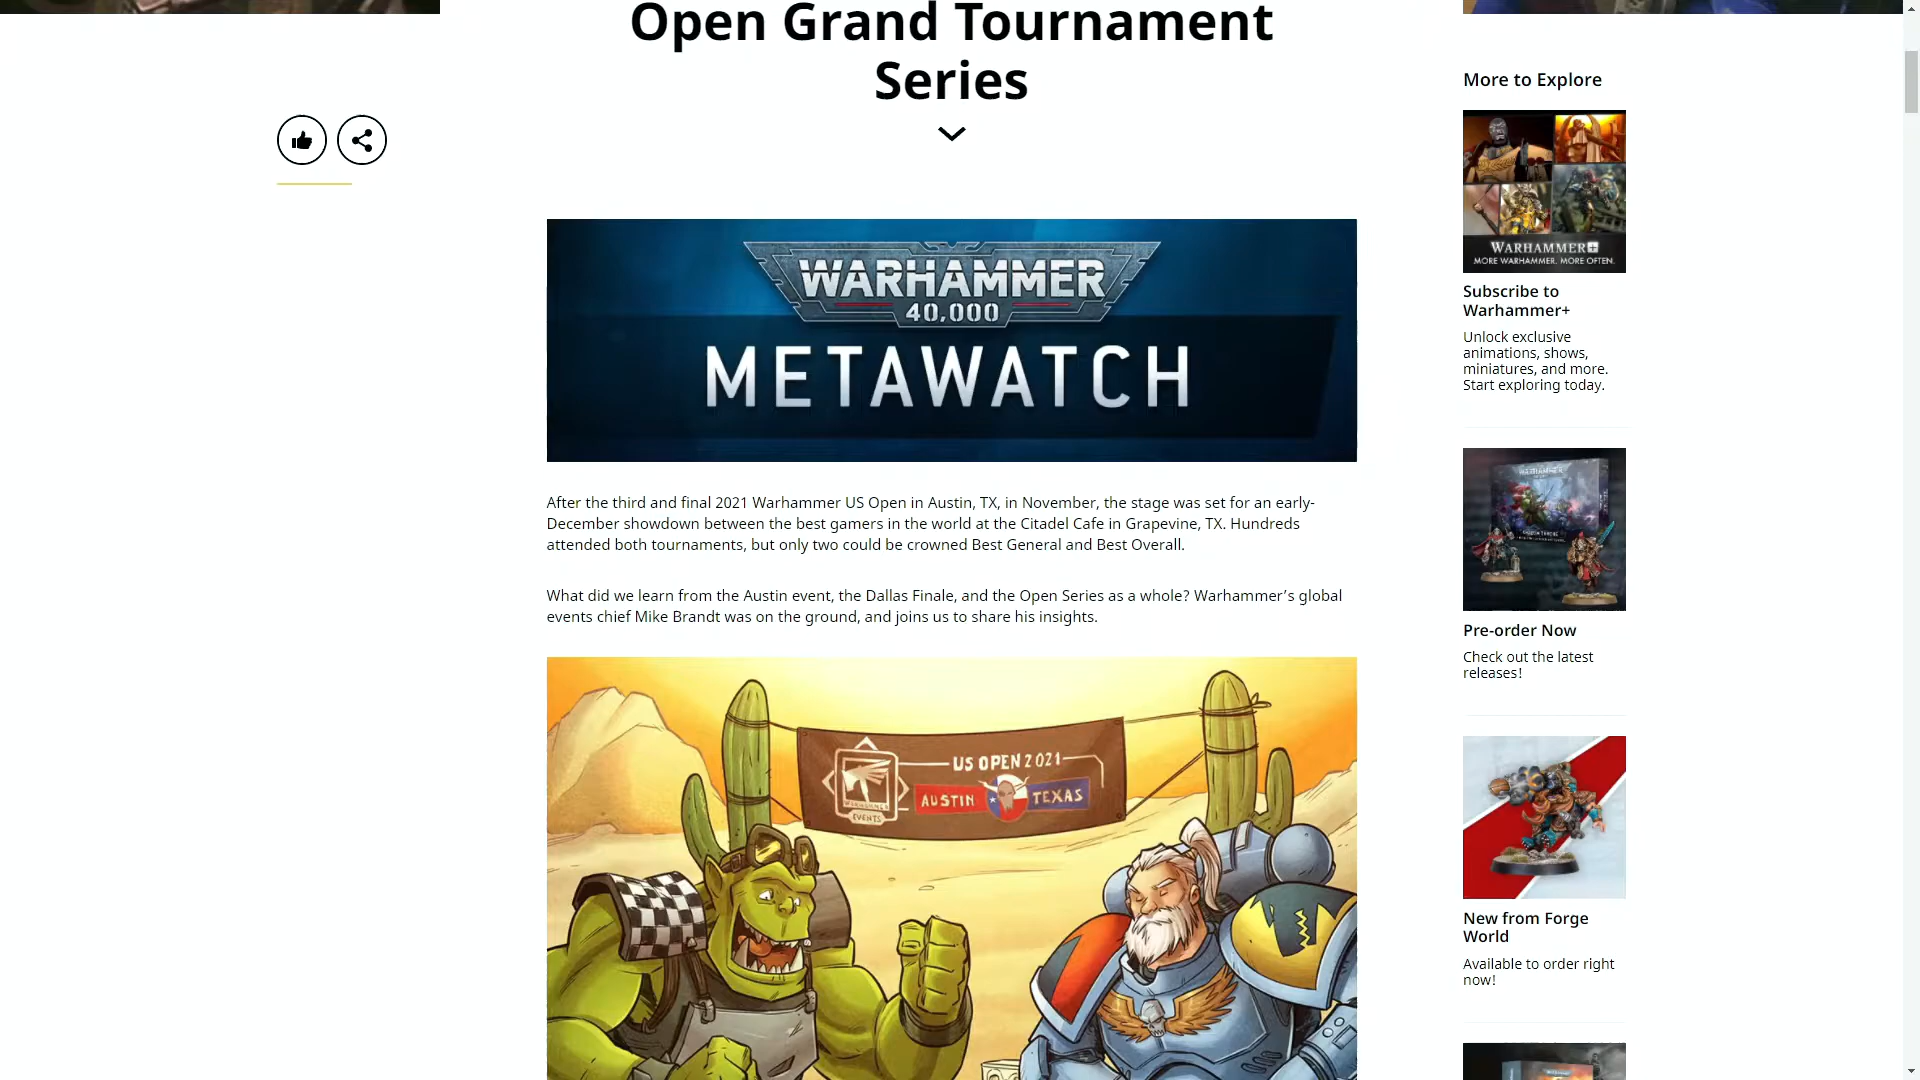 Open Grand Tournament
Series
WARHAMMER
40,000
METAWATCH
After the third and final 2021 Warhammer US Open in Austin, TX, in November, the stage was set for an early-
December showdown between the best gamers in the world at the Citadel Cafe in Grapevine, TX. Hundreds
attended both tournaments, but only two could be crowned Best General and Best Overall.
What did we learn from the Austin event, the Dallas Finale, and the Open Series as a whole? Warhammer’s global
events chief Mike Brandt was on the ground, and joins us to share his insights.
US OPEN 2021
AUSTIN TEXAS
WARHAMMER
EVENTS
More to Explore
WARHAMMER+
MORE WARHAMMER. MORE OFTEN.
Subscribe to
Warhammer+
Unlock exclusive
animations, shows,
miniatures, and more.
Start exploring today.
WARHAMMER
Pre-order Now
Check out the latest
releases!
New from Forge
World
Available to order right
now!